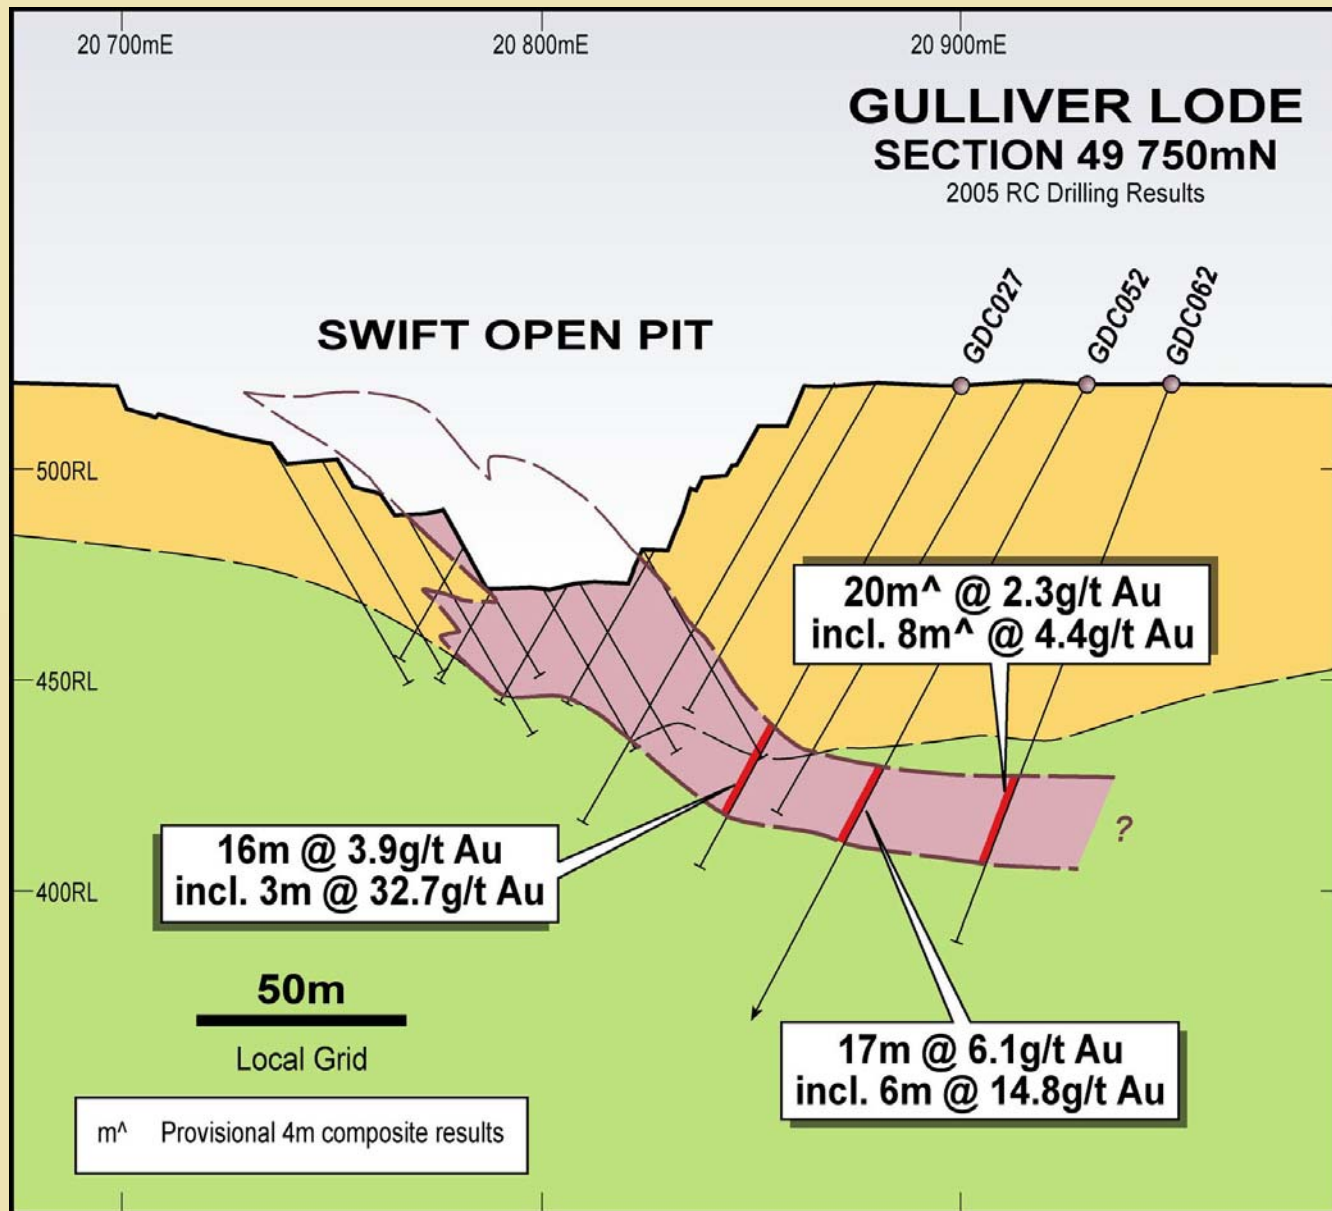 20 700mE
20 800mE
20 900mE
GULLIVER LODE
SECTION 49 750mN
2005 RC Drilling Results
GDC027
GDC052
GDC062
SWIFT OPEN PIT
500RL
20m^ @ 2.3g/t Au
incl. 8m^ @ 4.4g/t Au
450RL
?
16m @ 3.9g/t Au
incl. 3m @ 32.7g/t Au
400RL
50m
Local Grid
17m @ 6.1g/t Au
incl. 6m @ 14.8g/t Au
m^ Provisional 4m composite results